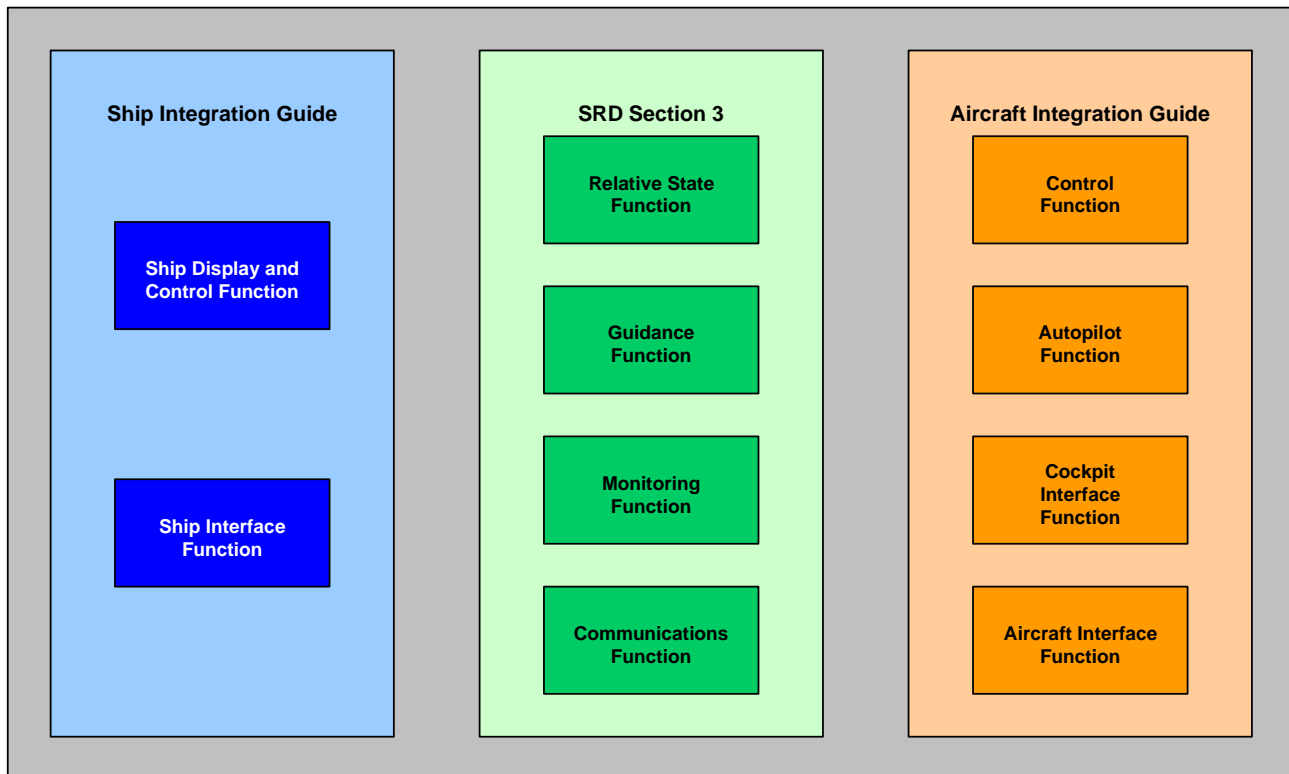 Ship Integration Guide
Ship Display and
Control Function
Ship Interface
Function
SRD Section 3
Relative State
Function
Guidance
Function
Monitoring
Function
Communications
Function
Aircraft Integration Guide
Control
Function
Autopilot
Function
Cockpit
Interface
Function
Aircraft Interface
Function